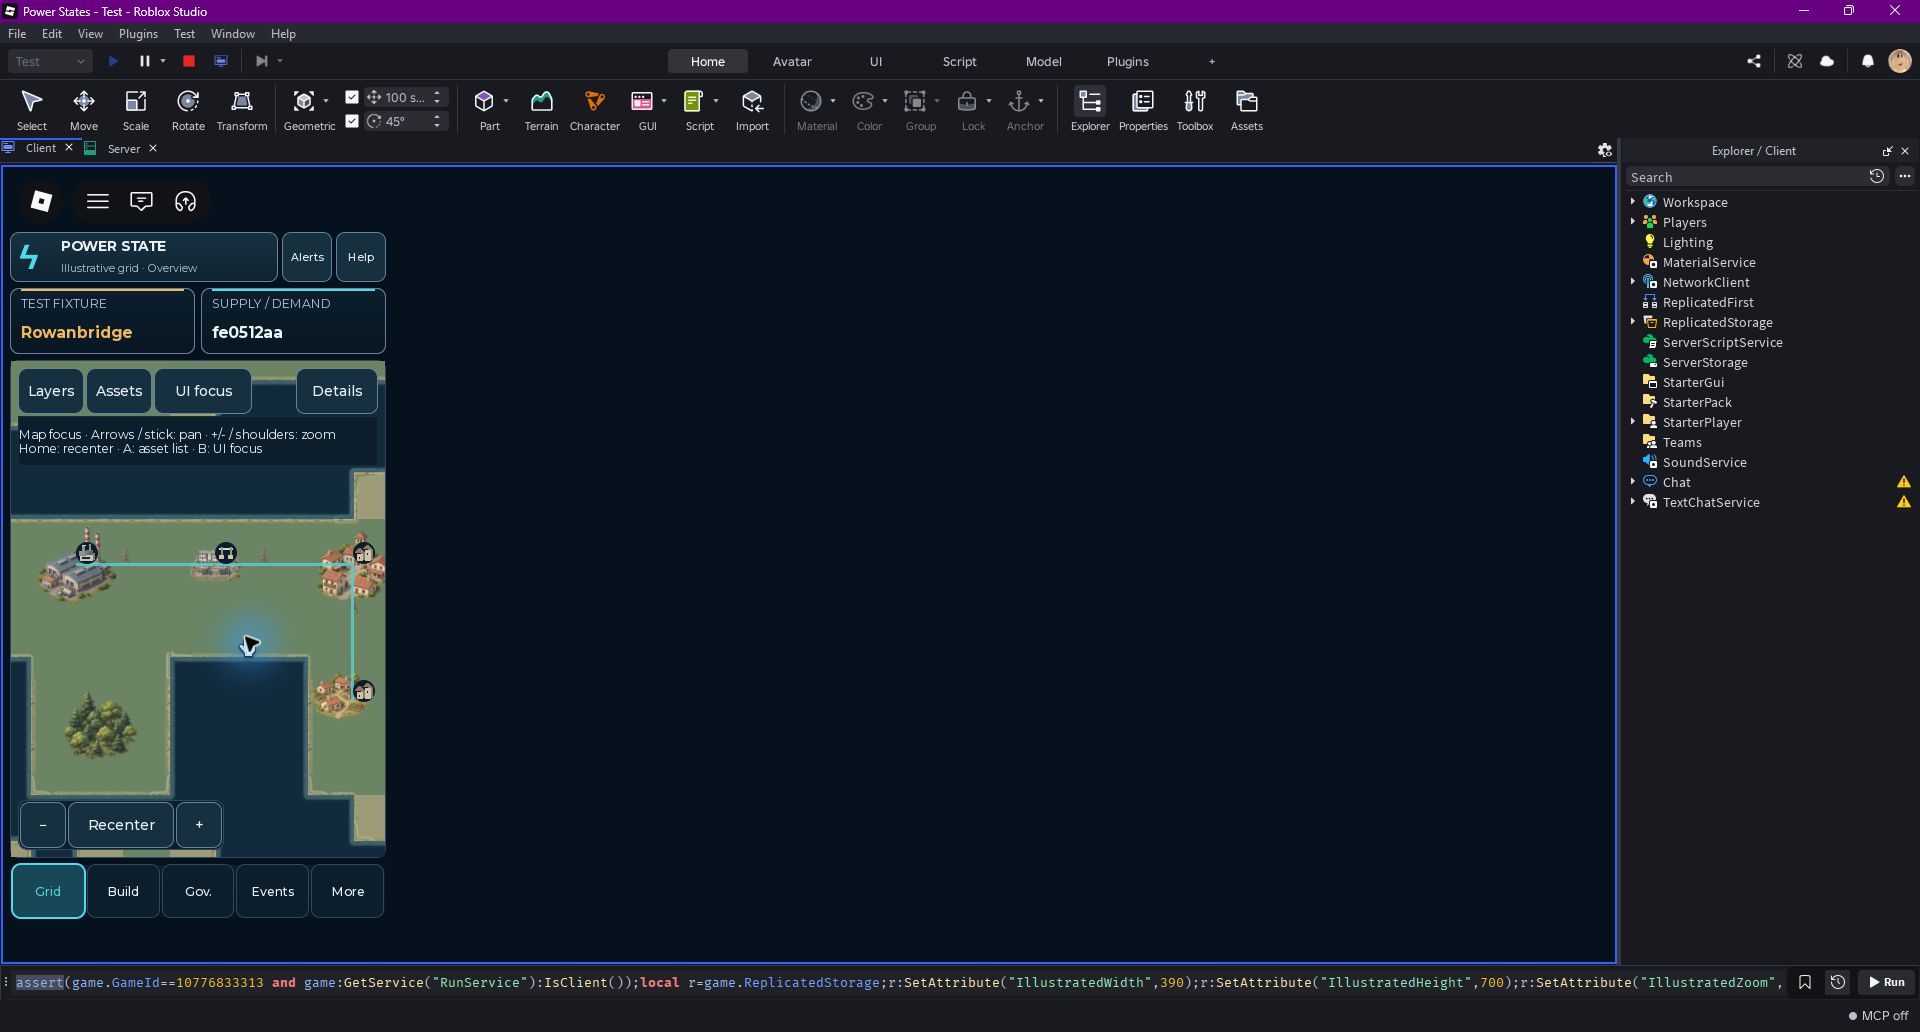 Power States - Test - Roblox Studio
File Edit View Plugins Test Window Help
Test
Home Avatar UI Script Model Plugins +
100 s...
45°
Select Move Scale Rotate Transform Geometric Part Terrain Character GUI Script Import Material Color Group Lock Anchor Explorer Properties Toolbox Assets
Client Server
Explorer / Client
Search
Workspace
Players
Lighting
MaterialService
NetworkClient
ReplicatedFirst
ReplicatedStorage
ServerScriptService
ServerStorage
StarterGui
StarterPack
StarterPlayer
Teams
SoundService
Chat
TextChatService
POWER STATE
Illustrative grid · Overview
Alerts
Help
TEST FIXTURE
Rowanbridge
SUPPLY / DEMAND
fe0512aa
Layers Assets UI focus Details
Map focus · Arrows / stick: pan · +/- / shoulders: zoom
Home: recenter · A: asset list · B: UI focus
− Recenter +
Grid Build Gov. Events More
assert(game.GameId==10776833313 and game:GetService("RunService"):IsClient());local r=game.ReplicatedStorage;r:SetAttribute("IllustratedWidth",390);r:SetAttribute("IllustratedHeight",700);r:SetAttribute("IllustratedZoom",
Run
MCP off